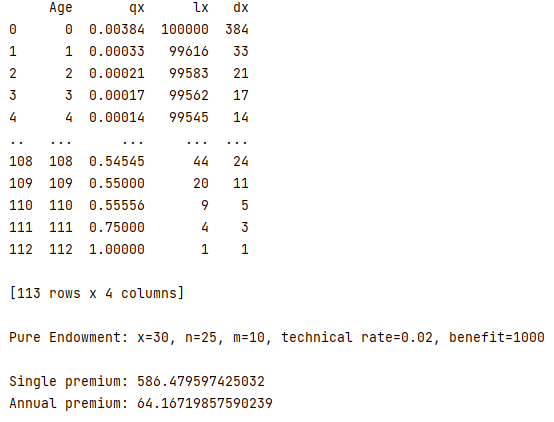 Age       qx      lx   dx
0      0  0.00384  100000  384
1      1  0.00033   99616   33
2      2  0.00021   99583   21
3      3  0.00017   99562   17
4      4  0.00014   99545   14
..   ...      ...     ...  ...
108  108  0.54545      44   24
109  109  0.55000      20   11
110  110  0.55556       9    5
111  111  0.75000       4    3
112  112  1.00000       1    1
[113 rows x 4 columns]
Pure Endowment: x=30, n=25, m=10, technical rate=0.02, benefit=1000
Single premium: 586.479597425032
Annual premium: 64.16719857590239